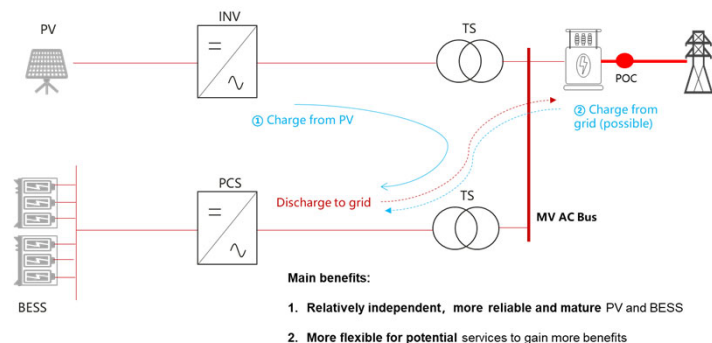 INV
PV
TS
POC
① Charge from PV
② Charge from
grid (possible)
PCS
Discharge to grid
TS
MV AC Bus
BESS
Main benefits:
1. Relatively independent, more reliable and mature PV and BESS
2. More flexible for potential services to gain more benefits